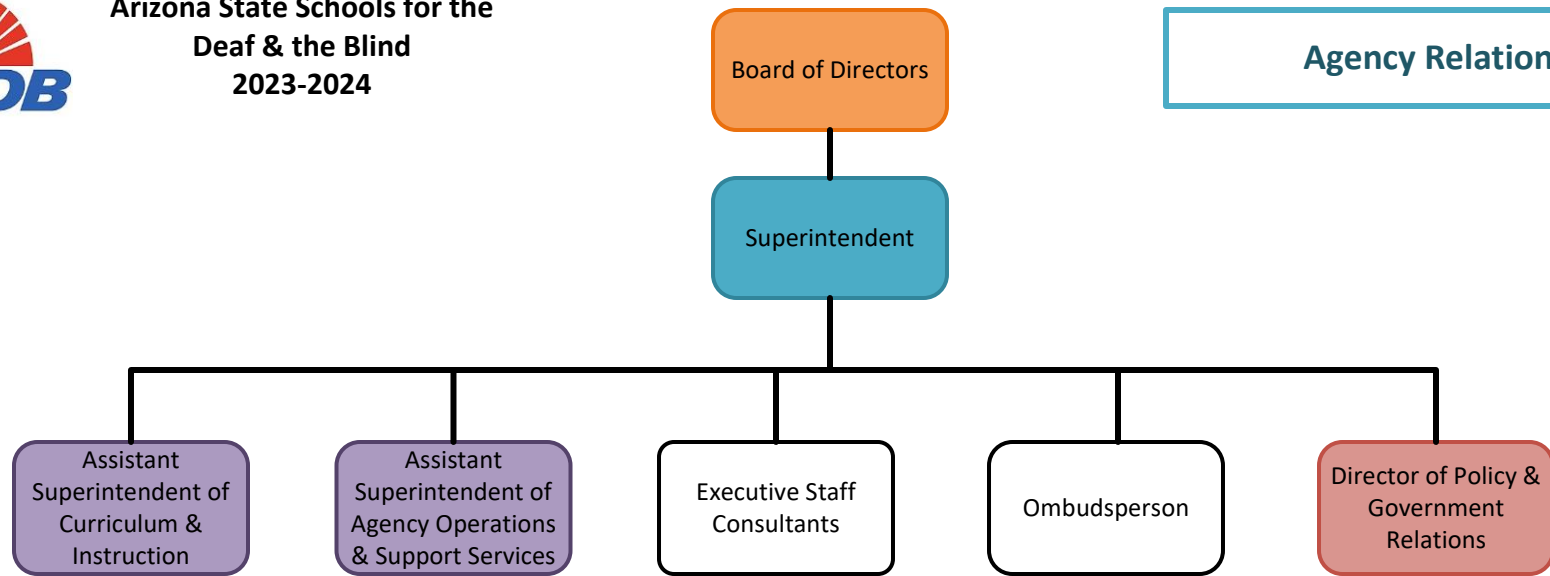 Arizona State Schools for the
Deaf & the Blind
2023-2024
Board of Directors
Superintendent
Assistant
Superintendent of
Curriculum &
Instruction
Assistant
Superintendent of
Agency Operations
& Support Services
Executive Staff
Consultants
Ombudsperson
Director of Policy &
Government
Relations
Agency Relation